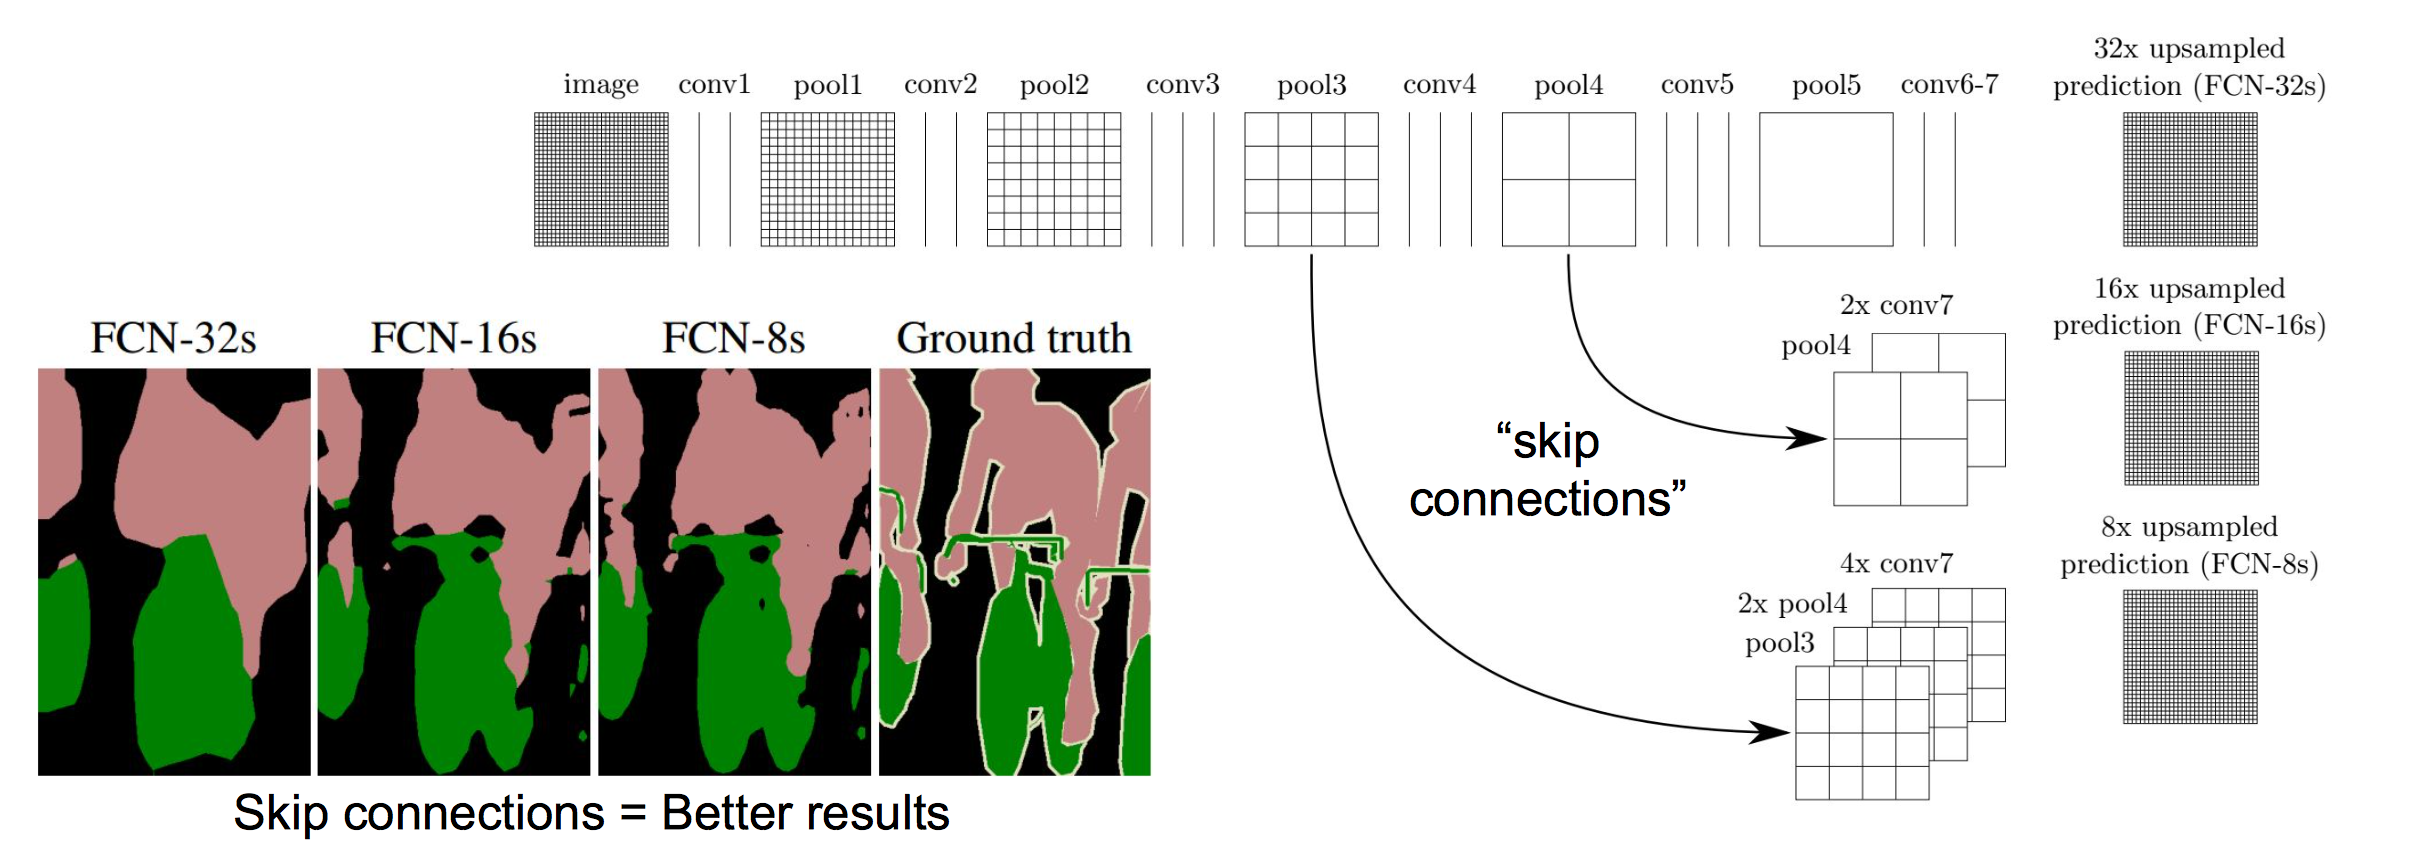 image
conv1
pool1
conv2
pool2
conv3
pool3
conv4
pool4
conv5
pool5
conv6-7
32x upsampled
prediction (FCN-32s)
16x upsampled
prediction (FCN-16s)
2x conv7
pool4
FCN-32s
FCN-16s
FCN-8s
Ground truth
“skip
connections”
8x upsampled
prediction (FCN-8s)
4x conv7
2x pool4
pool3
Skip connections = Better results